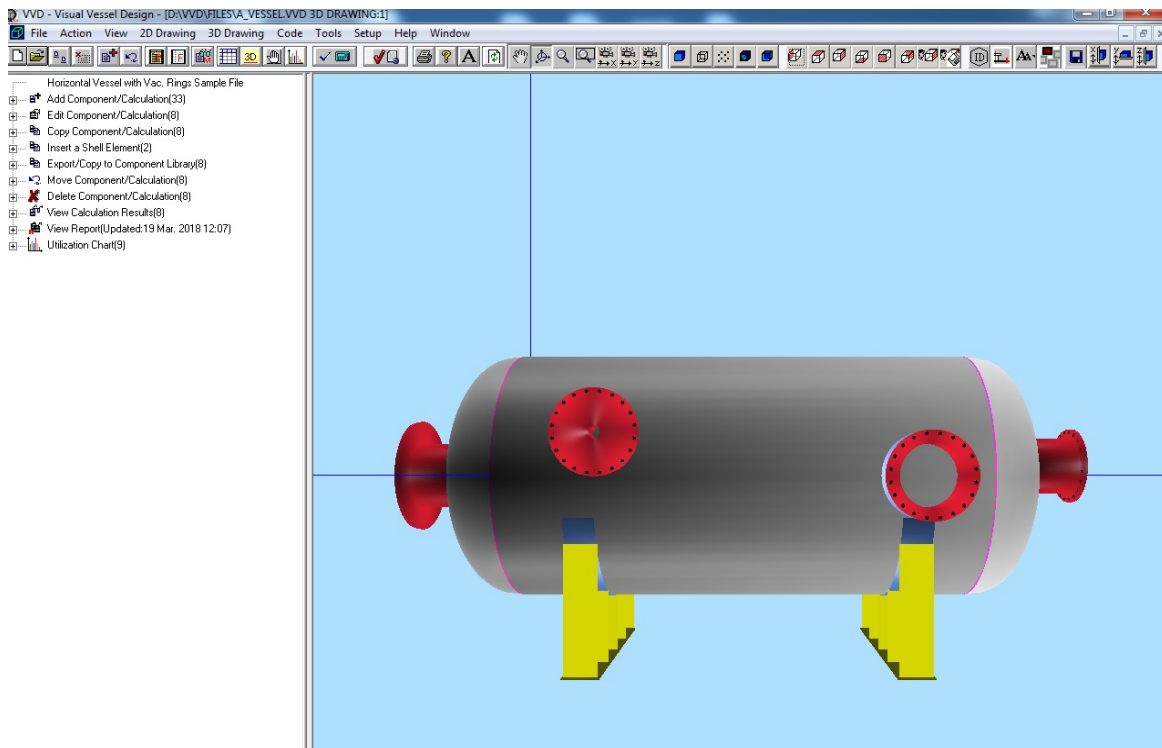 VVD - Visual Vessel Design - [D:\VVD\FILES\A_VESSEL.VVD 3D DRAWING:1]
File Action View 2D Drawing 3D Drawing Code Tools Setup Help Window
3D ? A ID AA
Horizontal Vessel with Vac. Rings Sample File
Add Component/Calculation(33)
Edit Component/Calculation(8)
Copy Component/Calculation(8)
Insert a Shell Element(2)
Export/Copy to Component Library(8)
Move Component/Calculation(8)
Delete Component/Calculation(8)
View Calculation Results(8)
View Report(Updated:19 Mar. 2018 12:07)
Utilization Chart(9)